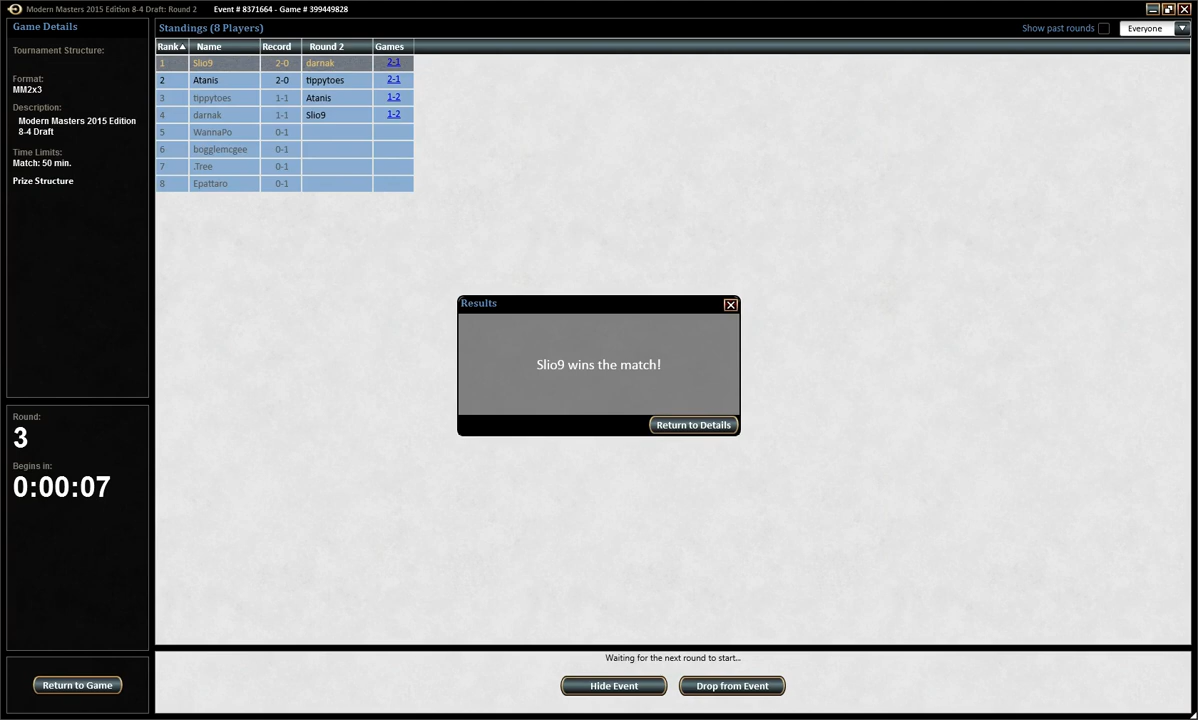 Modern Masters 2015 Edition 8-4 Draft: Round 2 Event # 8371664 - Game # 399449828
Game Details
Tournament Structure:
Format:
MM2x3
Description:
Modern Masters 2015 Edition
8-4 Draft
Time Limits:
Match: 50 min.
Prize Structure
Round:
3
Begins in:
0:00:07
Return to Game
Standings (8 Players) Show past rounds Everyone
Rank Name Record Round 2 Games
1 Slio9 2-0 darnak 2-1
2 Atanis 2-0 tippytoes 2-1
3 tippytoes 1-1 Atanis 1-2
4 darnak 1-1 Slio9 1-2
5 WannaPo 0-1
6 bogglemcgee 0-1
7 .Tree 0-1
8 Epattaro 0-1
Results
Slio9 wins the match!
Return to Details
Waiting for the next round to start...
Hide Event Drop from Event